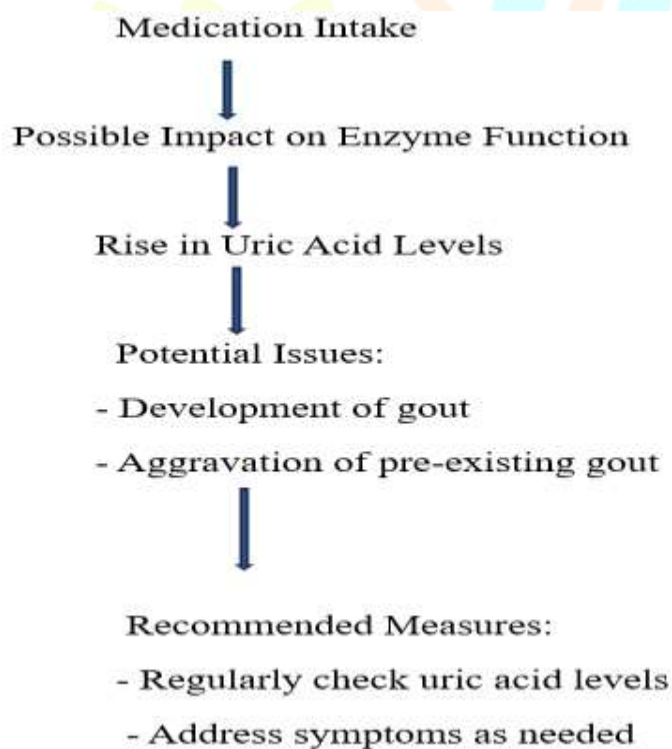 Medication Intake
Possible Impact on Enzyme Function
Rise in Uric Acid Levels
Potential Issues:
- Development of gout
- Aggravation of pre-existing gout
Recommended Measures:
- Regularly check uric acid levels
- Address symptoms as needed